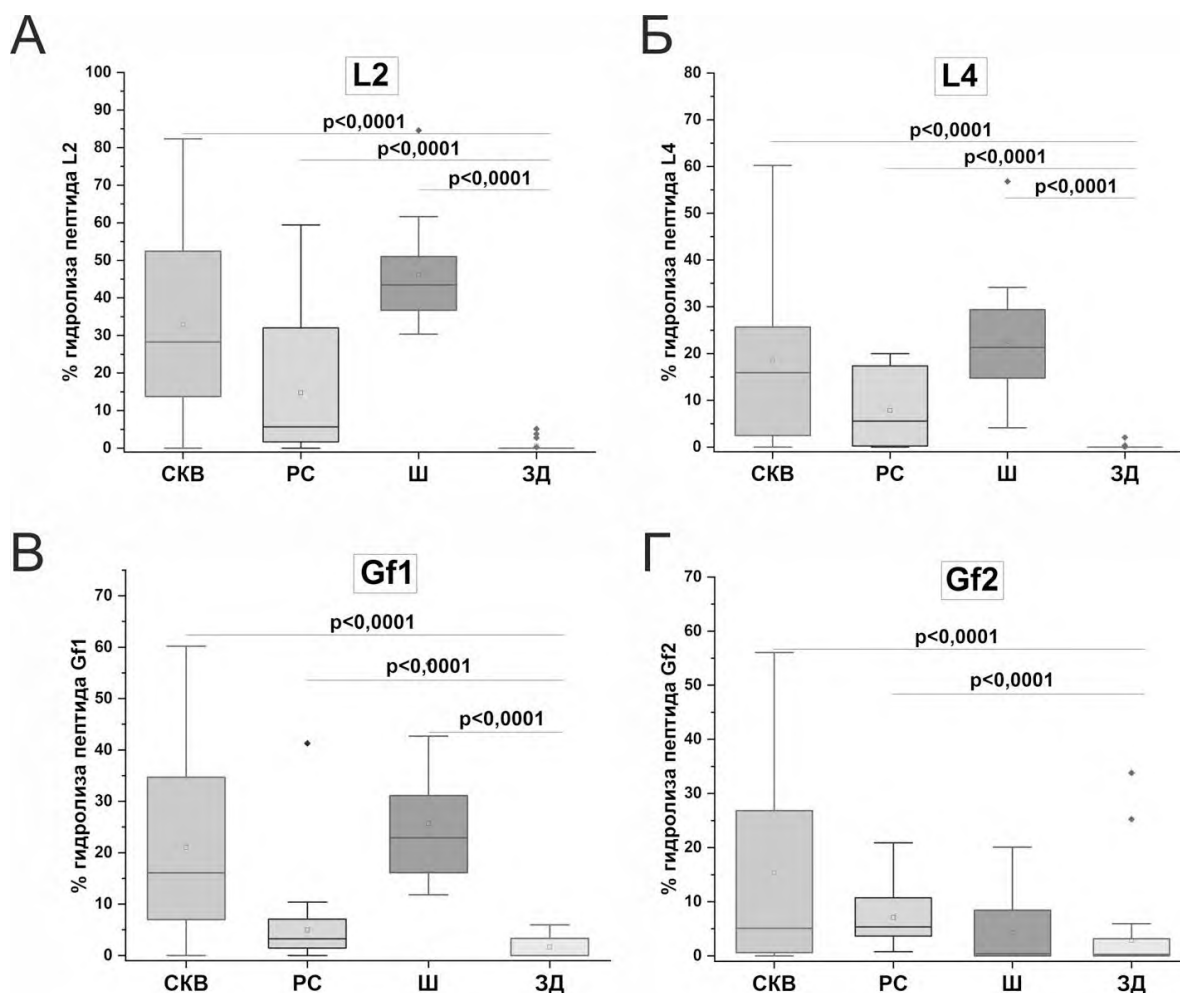 А
L2
% гидролиза пептида L2
100
90
80
70
60
50
40
30
20
10
0
p<0,0001
p<0,0001
p<0,0001
СКВ РС Ш ЗД
Б
L4
% гидролиза пептида L4
80
70
60
50
40
30
20
10
0
p<0,0001
p<0,0001
p<0,0001
СКВ РС Ш ЗД
В
Gf1
% гидролиза пептида Gf1
70
60
50
40
30
20
10
0
p<0,0001
p<0,0001
p<0,0001
СКВ РС Ш ЗД
Г
Gf2
% гидролиза пептида Gf2
70
60
50
40
30
20
10
0
p<0,0001
p<0,0001
СКВ РС Ш ЗД